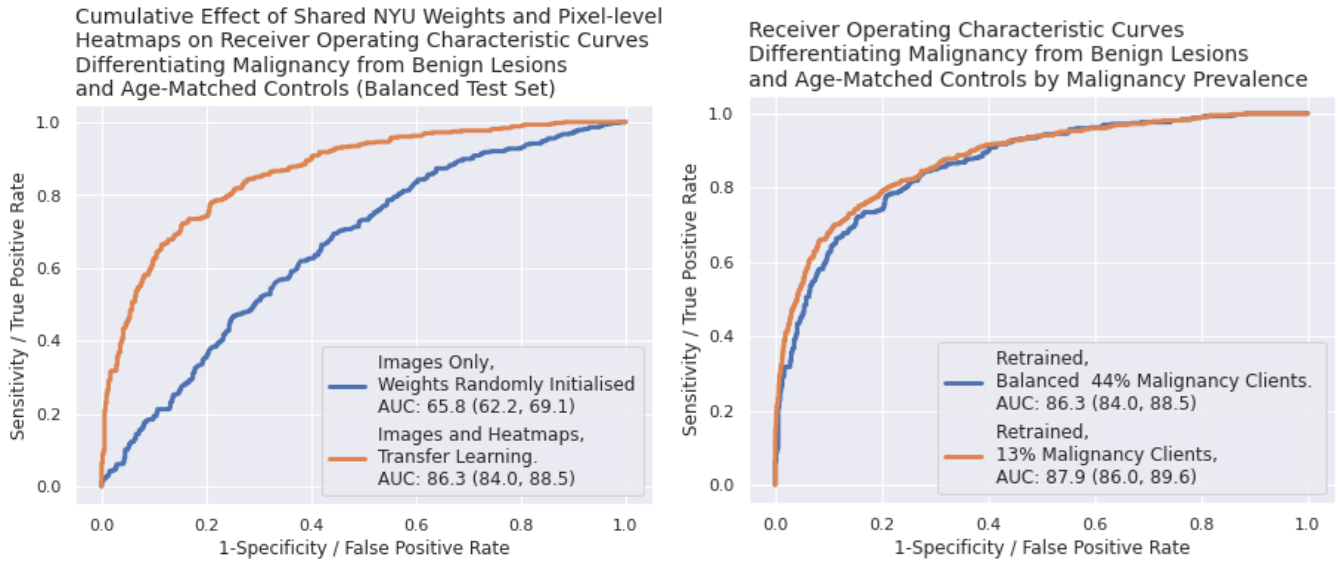 Cumulative Effect of Shared NYU Weights and Pixel-level
Heatmaps on Receiver Operating Characteristic Curves
Differentiating Malignancy from Benign Lesions
and Age-Matched Controls (Balanced Test Set)
1.0
0.8
0.6
0.4
0.2
0.0
Sensitivity / True Positive Rate
Images Only,
Weights Randomly Initialised
AUC: 65.8 (62.2, 69.1)
Images and Heatmaps,
Transfer Learning.
AUC: 86.3 (84.0, 88.5)
0.0 0.2 0.4 0.6 0.8 1.0
1-Specificity / False Positive Rate
Receiver Operating Characteristic Curves
Differentiating Malignancy from Benign Lesions
and Age-Matched Controls by Malignancy Prevalence
1.0
0.8
0.6
0.4
0.2
0.0
Sensitivity / True Positive Rate
Retrained,
Balanced  44% Malignancy Clients.
AUC: 86.3 (84.0, 88.5)
Retrained,
13% Malignancy Clients,
AUC: 87.9 (86.0, 89.6)
0.0 0.2 0.4 0.6 0.8 1.0
1-Specificity / False Positive Rate